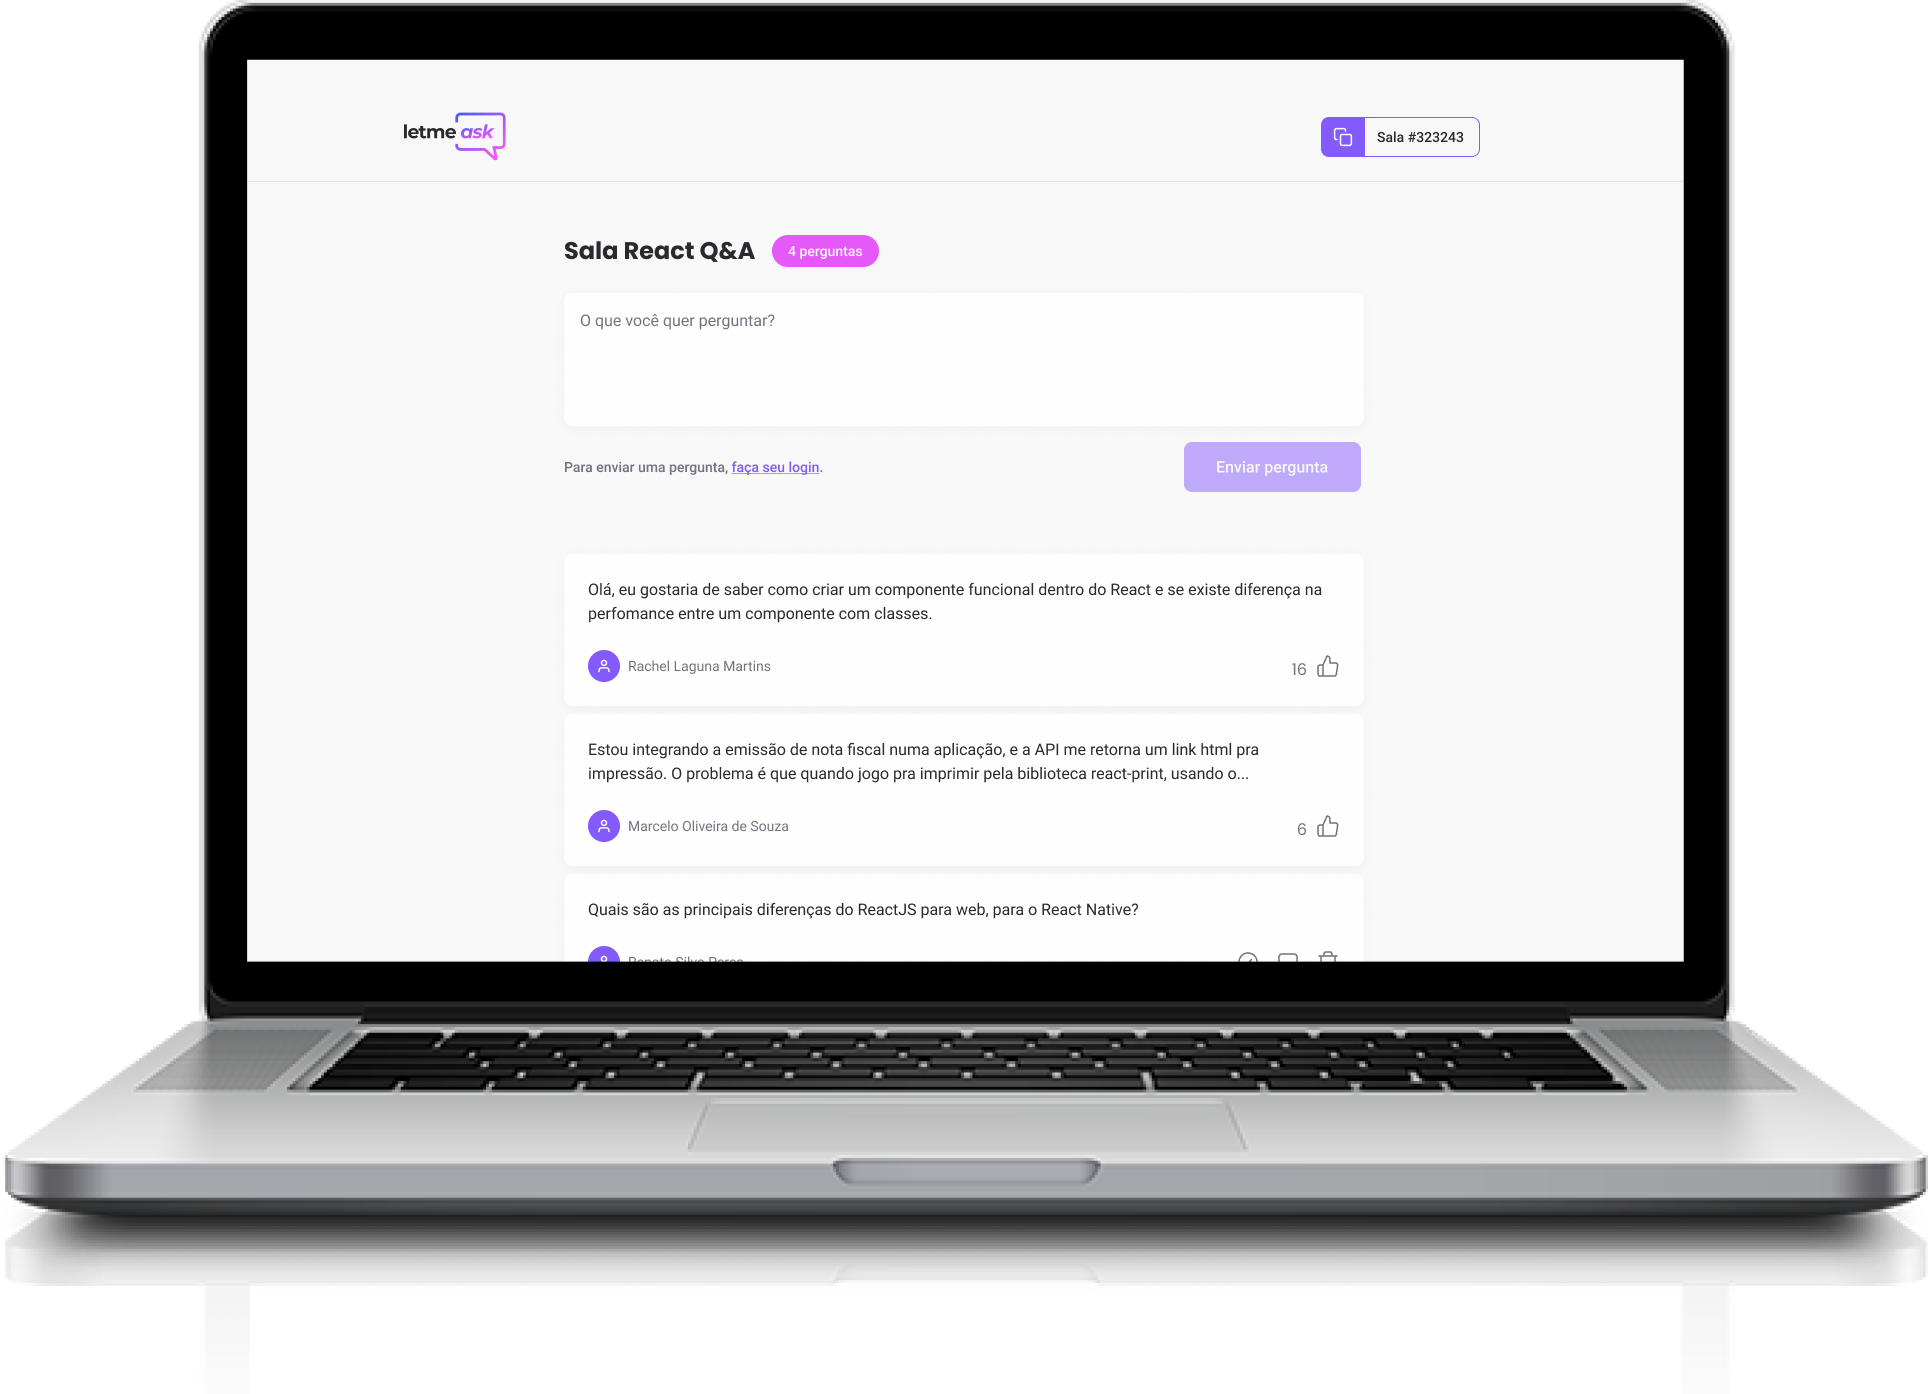 letme ask
Sala #323243
Sala React Q&A
4 perguntas
O que você quer perguntar?
Para enviar uma pergunta, faça seu login.
Enviar pergunta
Olá, eu gostaria de saber como criar um componente funcional dentro do React e se existe diferença na
perfomance entre um componente com classes.
Rachel Laguna Martins
16
Estou integrando a emissão de nota fiscal numa aplicação, e a API me retorna um link html pra
impressão. O problema é que quando jogo pra imprimir pela biblioteca react-print, usando o...
Marcelo Oliveira de Souza
6
Quais são as principais diferenças do ReactJS para web, para o React Native?